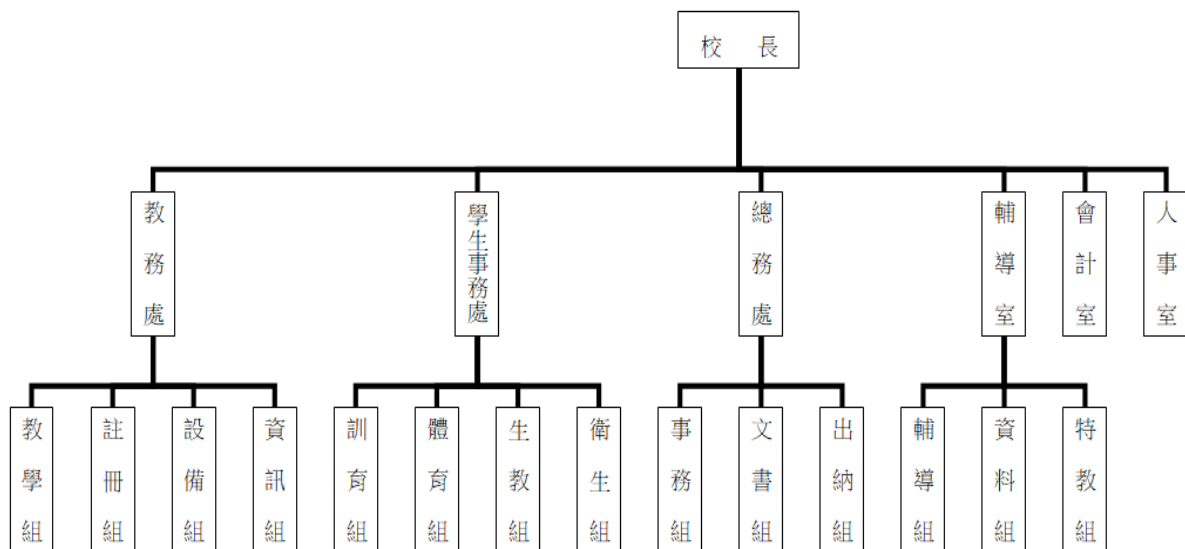 校長
教務處
學生事務處
總務處
輔導室
會計室
人事室
教學組
註冊組
設備組
資訊組
訓育組
體育組
生教組
衛生組
事務組
文書組
出納組
輔導組
資料組
特教組